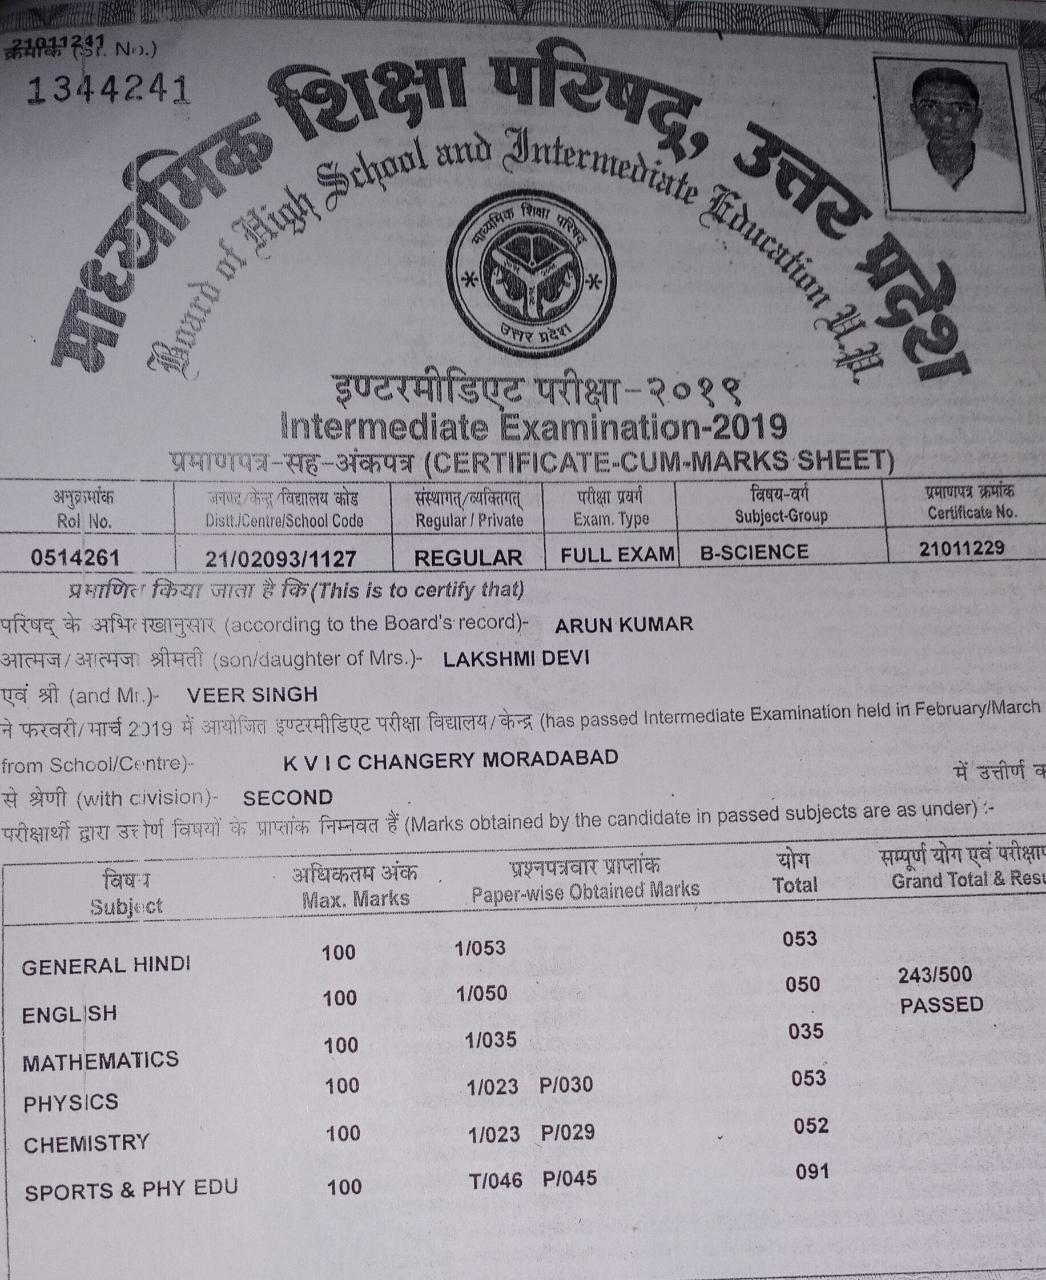 21011241
क्रमांक (Sr. No.)
1344241
माध्यमिक शिक्षा परिषद्, उत्तर प्रदेश
Board of High School and Intermediate Education U.P.
माध्यमिक शिक्षा परिषद
उत्तर प्रदेश
इण्टरमीडिएट परीक्षा-२०१९
Intermediate Examination-2019
प्रमाणपत्र-सह-अंकपत्र (CERTIFICATE-CUM-MARKS SHEET)
अनुक्रमांक जनपद/केन्द्र/विद्यालय कोड संस्थागत्/व्यक्तिगत् परीक्षा प्रवर्ग विषय-वर्ग प्रमाणपत्र क्रमांक
Rol No. Distt./Centre/School Code Regular / Private Exam. Type Subject-Group Certificate No.
0514261 21/02093/1127 REGULAR FULL EXAM B-SCIENCE 21011229
प्रमाणित किया जाता है कि (This is to certify that)
परिषद् के अभिलेखानुसार (according to the Board's record)- ARUN KUMAR
आत्मज/आत्मजा श्रीमती (son/daughter of Mrs.)- LAKSHMI DEVI
एवं श्री (and Mr.)- VEER SINGH
ने फरवरी/मार्च 2019 में आयोजित इण्टरमीडिएट परीक्षा विद्यालय/केन्द्र (has passed Intermediate Examination held in February/March
from School/Centre)- K V I C CHANGERY MORADABAD
में उत्तीर्ण क
से श्रेणी (with division)- SECOND
परीक्षार्थी द्वारा उत्तीर्ण विषयों के प्राप्तांक निम्नवत हैं (Marks obtained by the candidate in passed subjects are as under) :-
विषय अधिकतम अंक प्रश्नपत्रवार प्राप्तांक योग सम्पूर्ण योग एवं परीक्षाप
Subject Max. Marks Paper-wise Obtained Marks Total Grand Total & Resu
GENERAL HINDI 100 1/053 053
ENGLISH 100 1/050 050 243/500
PASSED
MATHEMATICS 100 1/035 035
PHYSICS 100 1/023 P/030 053
CHEMISTRY 100 1/023 P/029 052
SPORTS & PHY EDU 100 T/046 P/045 091